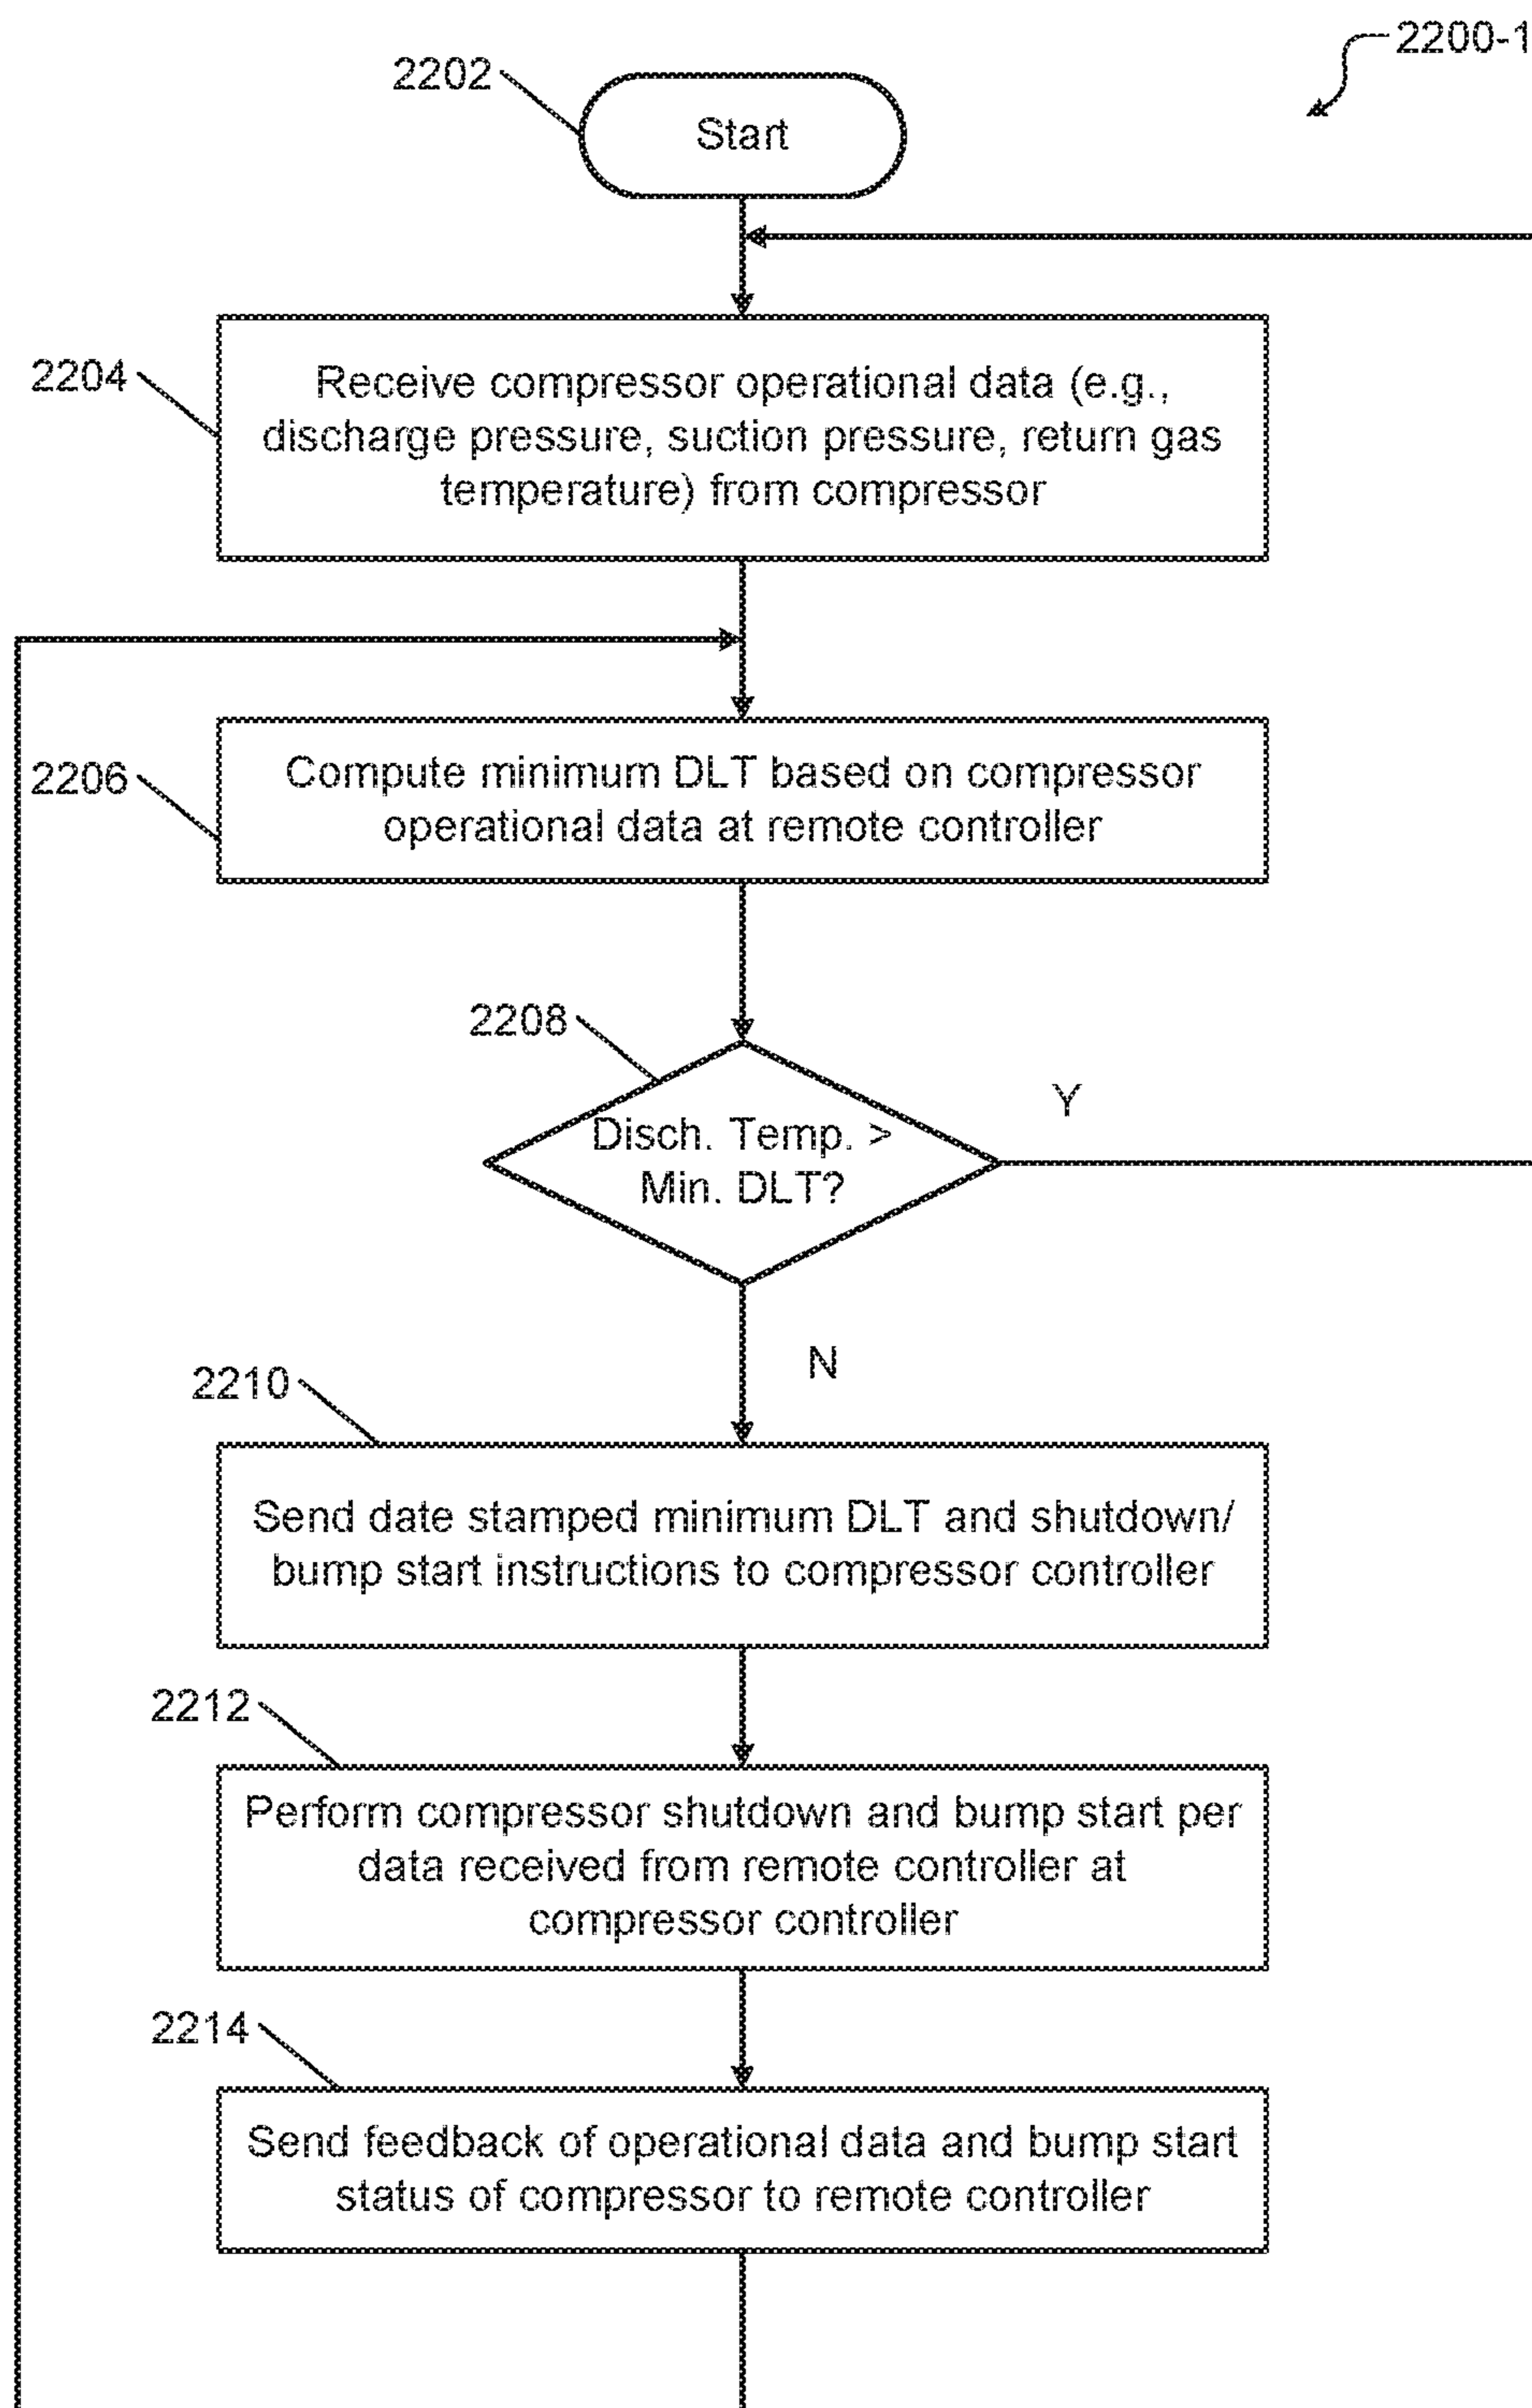 2200-1
2202
Start
2204
Receive compressor operational data (e.g.,
discharge pressure, suction pressure, return gas
temperature) from compressor
2206
Compute minimum DLT based on compressor
operational data at remote controller
2208
Disch. Temp. >
Min. DLT?
Y
N
2210
Send date stamped minimum DLT and shutdown/
bump start instructions to compressor controller
2212
Perform compressor shutdown and bump start per
data received from remote controller at
compressor controller
2214
Send feedback of operational data and bump start
status of compressor to remote controller